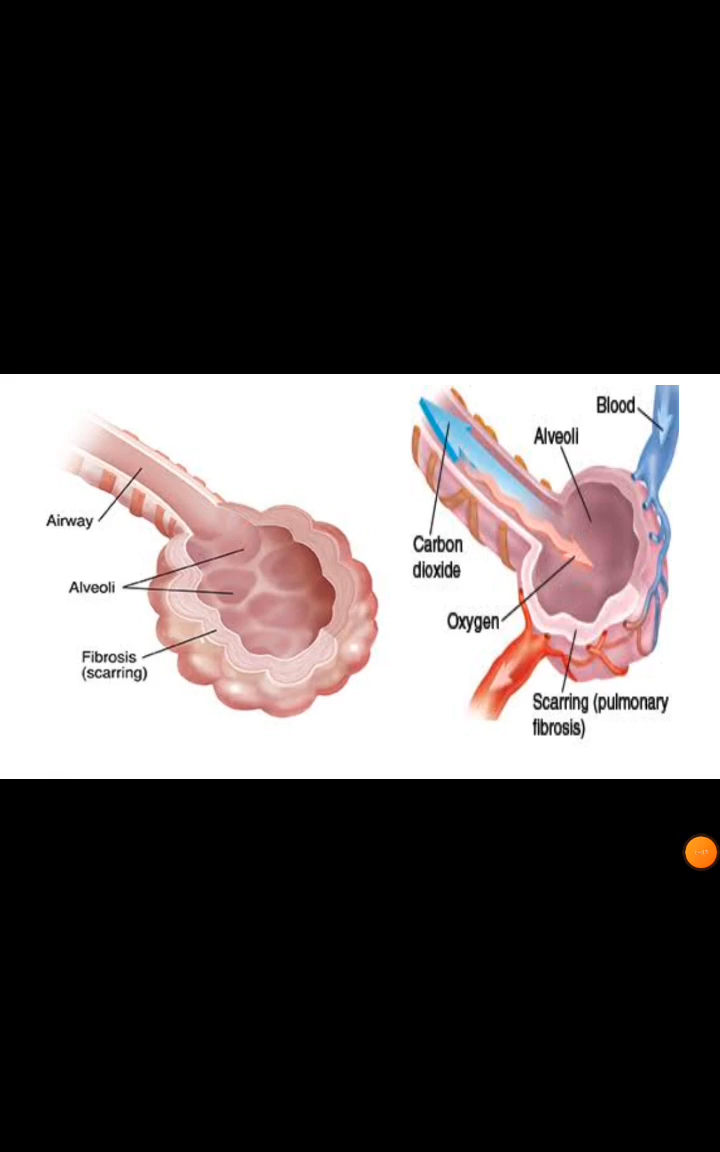 Airway
Alveoli
Fibrosis
(scarring)
Blood
Alveoli
Carbon
dioxide
Oxygen
Scarring (pulmonary
fibrosis)